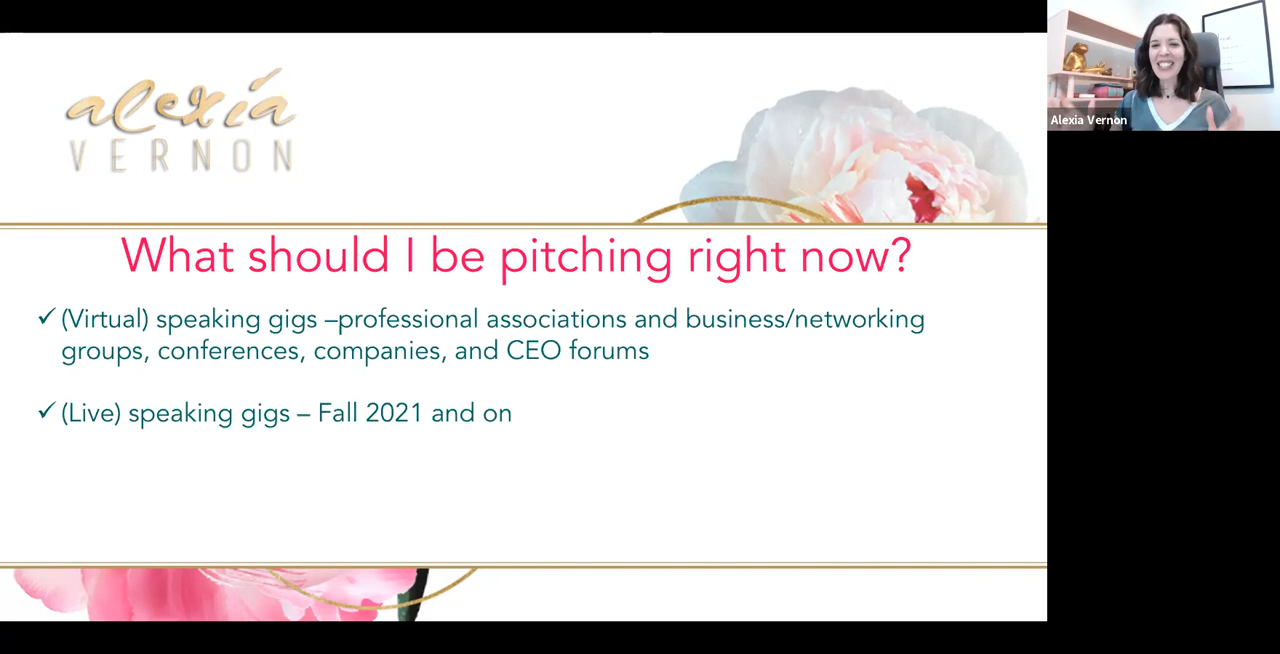 alexia
VERNON
Alexia Vernon
What should I be pitching right now?
✓ (Virtual) speaking gigs –professional associations and business/networking
groups, conferences, companies, and CEO forums
✓ (Live) speaking gigs – Fall 2021 and on